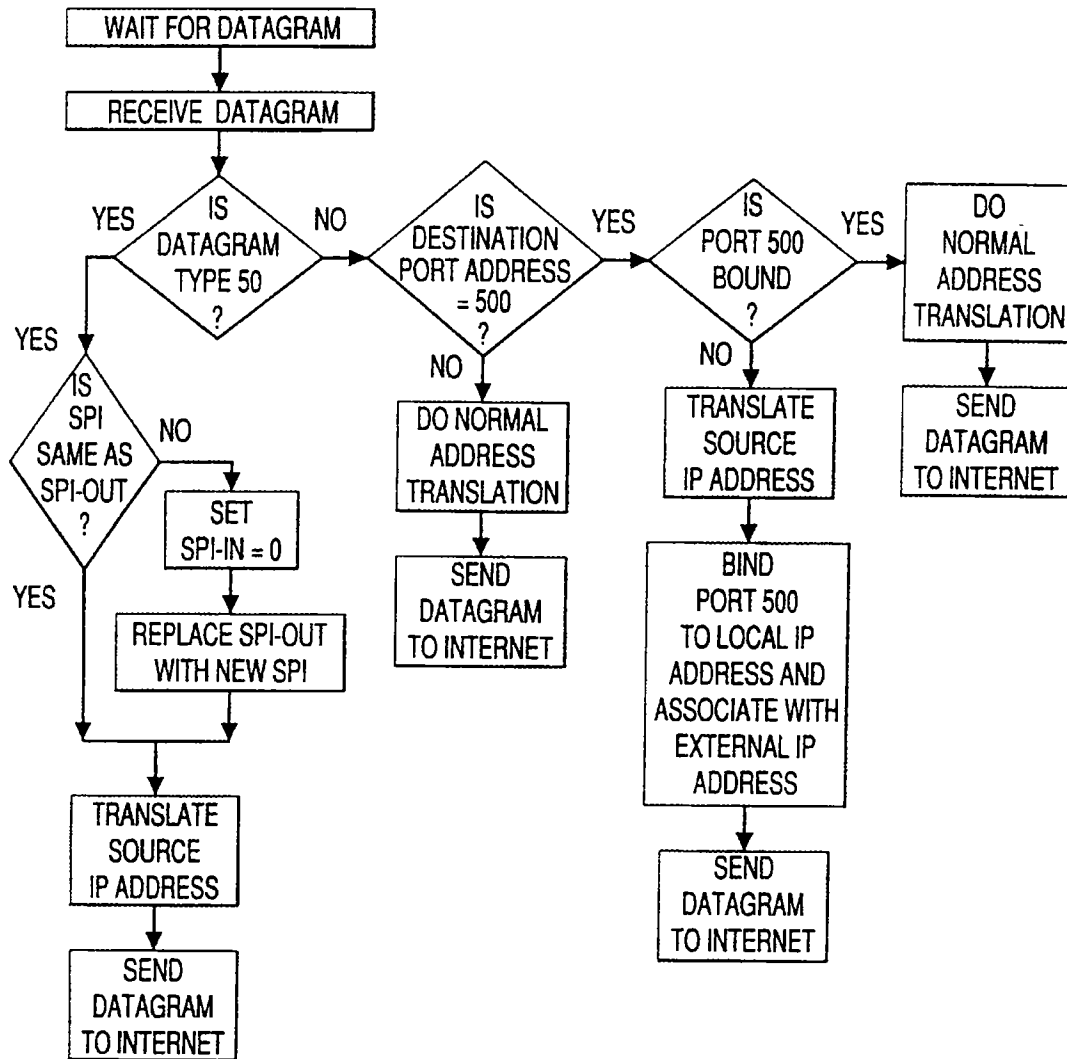 WAIT FOR DATAGRAM
RECEIVE DATAGRAM
IS
DATAGRAM
TYPE 50
?
YES
NO
IS
DESTINATION
PORT ADDRESS
= 500
?
YES
IS
PORT 500
BOUND
?
YES
DO
NORMAL
ADDRESS
TRANSLATION
SEND
DATAGRAM
TO INTERNET
YES
IS
SPI
SAME AS
SPI-OUT
?
NO
SET
SPI-IN = 0
REPLACE SPI-OUT
WITH NEW SPI
YES
TRANSLATE
SOURCE
IP ADDRESS
SEND
DATAGRAM
TO INTERNET
NO
DO NORMAL
ADDRESS
TRANSLATION
SEND
DATAGRAM
TO INTERNET
NO
TRANSLATE
SOURCE
IP ADDRESS
BIND
PORT 500
TO LOCAL IP
ADDRESS AND
ASSOCIATE WITH
EXTERNAL IP
ADDRESS
SEND
DATAGRAM
TO INTERNET